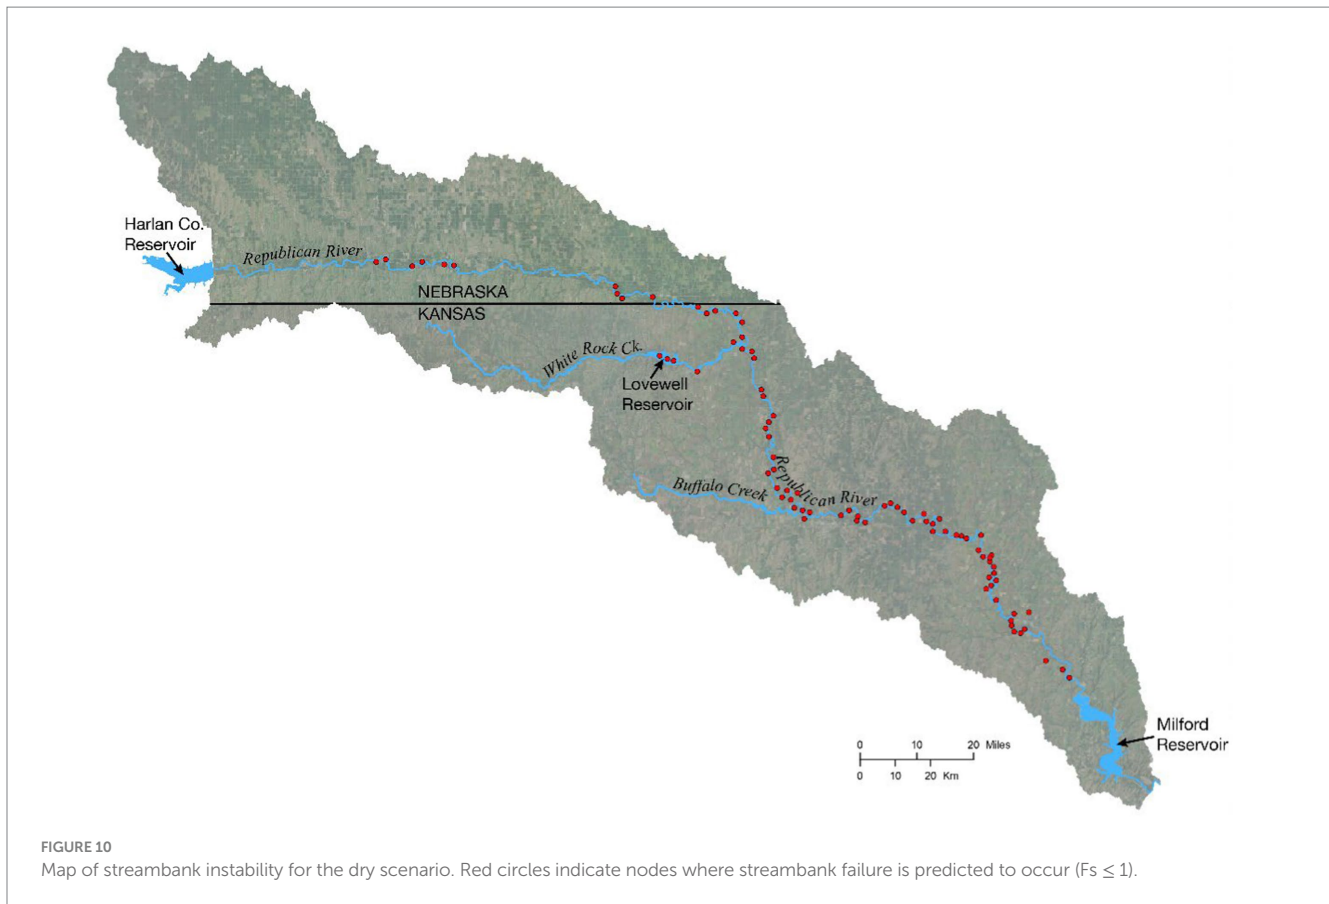 Harlan Co.
Reservoir
Republican River
NEBRASKA
KANSAS
White Rock Ck.
Lovewell
Reservoir
Buffalo Creek
Republican River
Milford
Reservoir
0 10 20 Miles
0 10 20 Km
FIGURE 10
Map of streambank instability for the dry scenario. Red circles indicate nodes where streambank failure is predicted to occur (Fs ≤ 1).